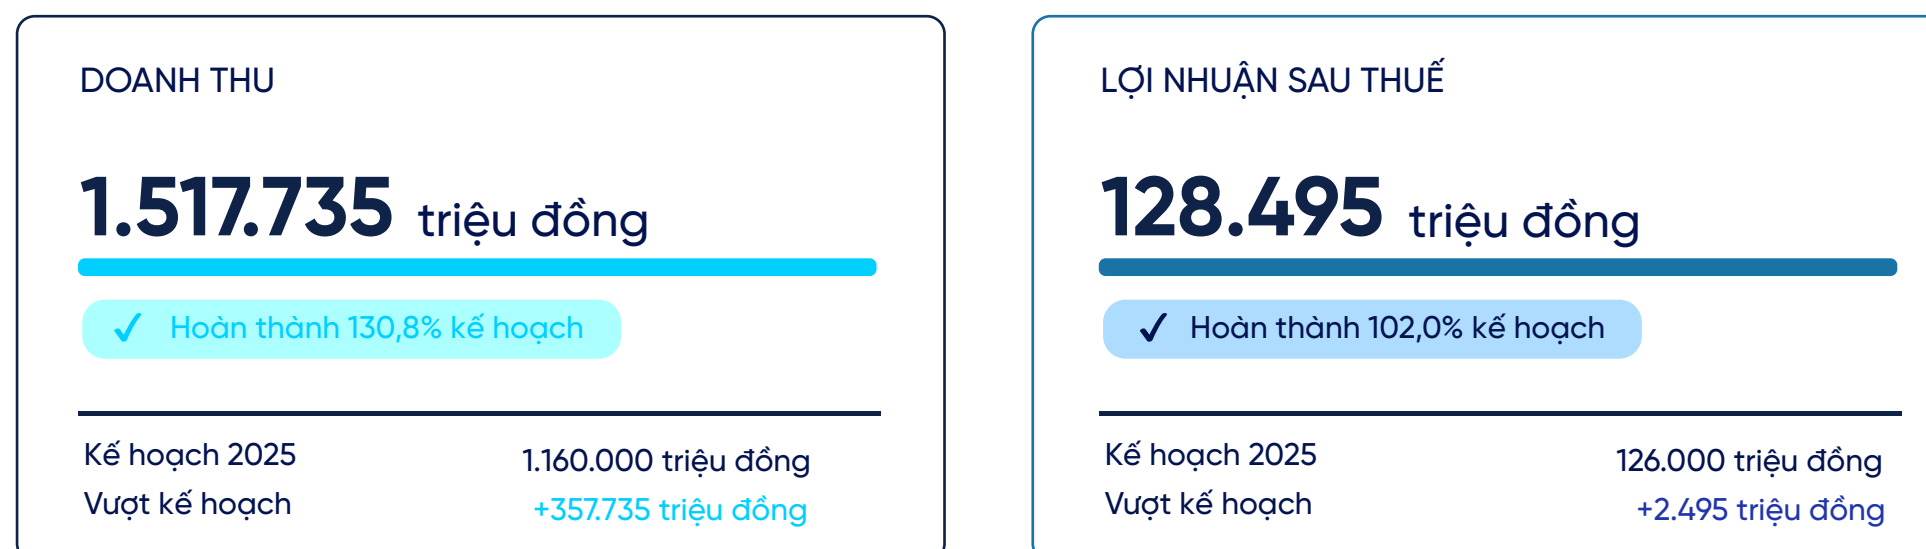 DOANH THU
1.517.735 triệu đồng
✓ Hoàn thành 130,8% kế hoạch
Kế hoạch 2025 1.160.000 triệu đồng
Vượt kế hoạch +357.735 triệu đồng
LỢI NHUẬN SAU THUẾ
128.495 triệu đồng
✓ Hoàn thành 102,0% kế hoạch
Kế hoạch 2025 126.000 triệu đồng
Vượt kế hoạch +2.495 triệu đồng